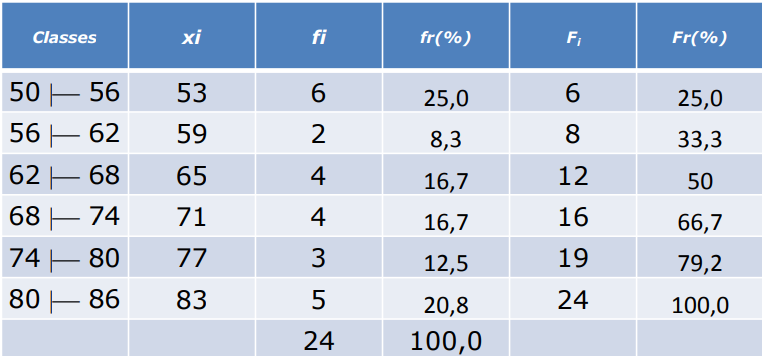 Classes xi fi fr(%) Fi Fr(%)
50 ├── 56 53 6 25,0 6 25,0
56 ├── 62 59 2 8,3 8 33,3
62 ├── 68 65 4 16,7 12 50
68 ├── 74 71 4 16,7 16 66,7
74 ├── 80 77 3 12,5 19 79,2
80 ├── 86 83 5 20,8 24 100,0
24 100,0